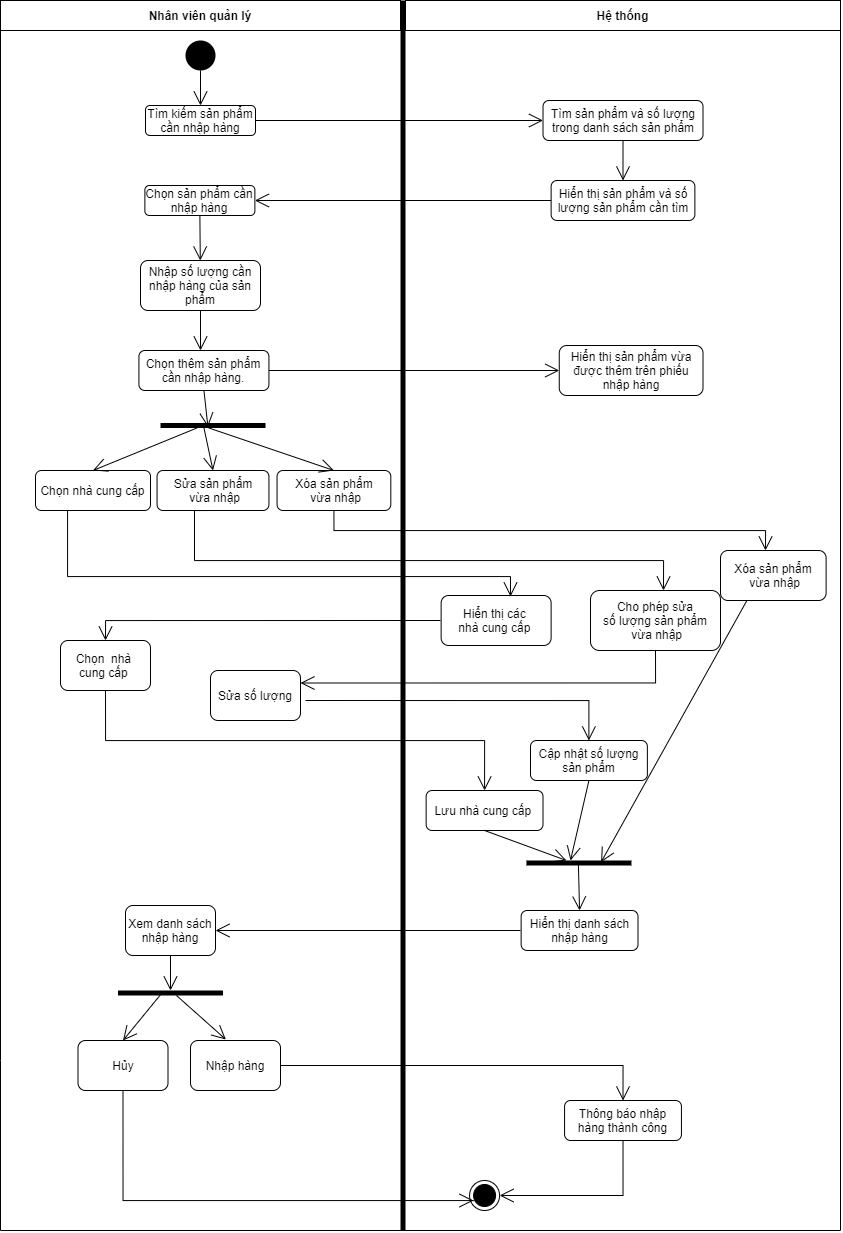 Nhân viên quản lý
Hệ thống
Tìm kiếm sản phẩm
cần nhập hàng
Tìm sản phẩm và số lượng
trong danh sách sản phẩm
Chọn sản phẩm cần
nhập hàng
Hiển thị sản phẩm và số
lượng sản phẩm cần tìm
Nhập số lượng cần
nhập hàng của sản
phẩm
Chọn thêm sản phẩm
cần nhập hàng.
Hiển thị sản phẩm vừa
được thêm trên phiếu
nhập hàng
Chọn nhà cung cấp
Sửa sản phẩm
vừa nhập
Xóa sản phẩm
vừa nhập
Xóa sản phẩm
vừa nhập
Hiển thị các
nhà cung cấp
Cho phép sửa
số lượng sản phẩm
vừa nhập
Chọn nhà
cung cấp
Sửa số lượng
Cập nhật số lượng
sản phẩm
Lưu nhà cung cấp
Xem danh sách
nhập hàng
Hiển thị danh sách
nhập hàng
Hủy
Nhập hàng
Thông báo nhập
hàng thành công